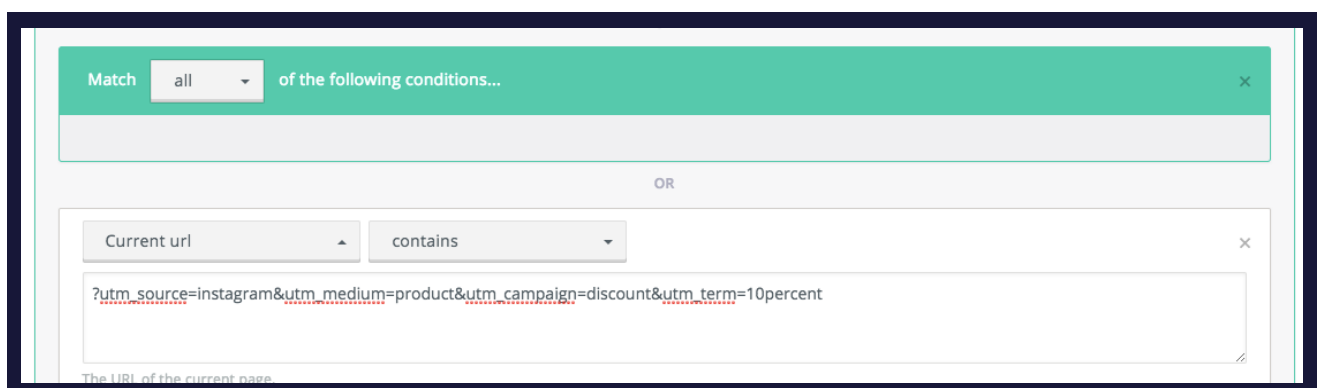 Match all of the following conditions...
OR
Current url contains
?utm_source=instagram&utm_medium=product&utm_campaign=discount&utm_term=10percent
The URL of the current page.